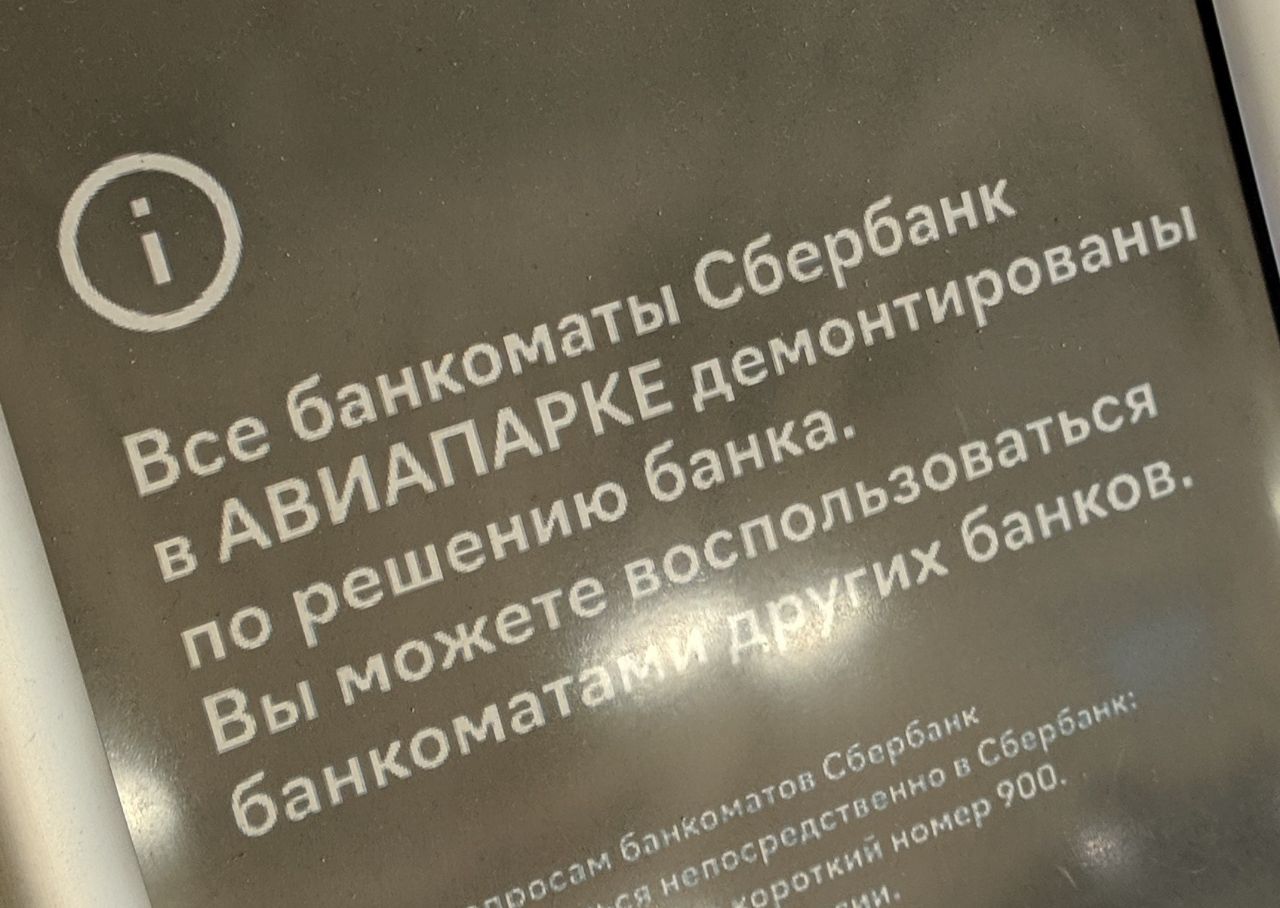 Все банкоматы Сбербанк
в АВИАПАРКЕ демонтированы
по решению банка.
Вы можете воспользоваться
банкоматами других банков.
банкоматов Сбербанк
непосредственно в Сбербанк:
короткий номер 900.